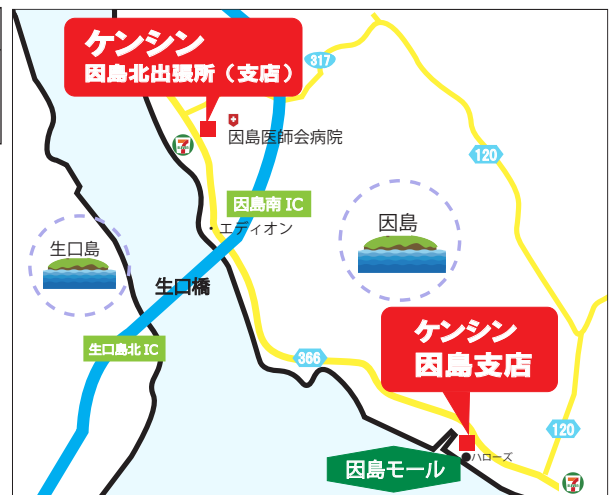 ケンシン
因島北出張所（支店）
317
因島医師会病院
7
120
因島南 IC
・エディオン
因島
生口島
生口橋
生口島北 IC
366
ケンシン
因島支店
120
ハローズ
因島モール
7